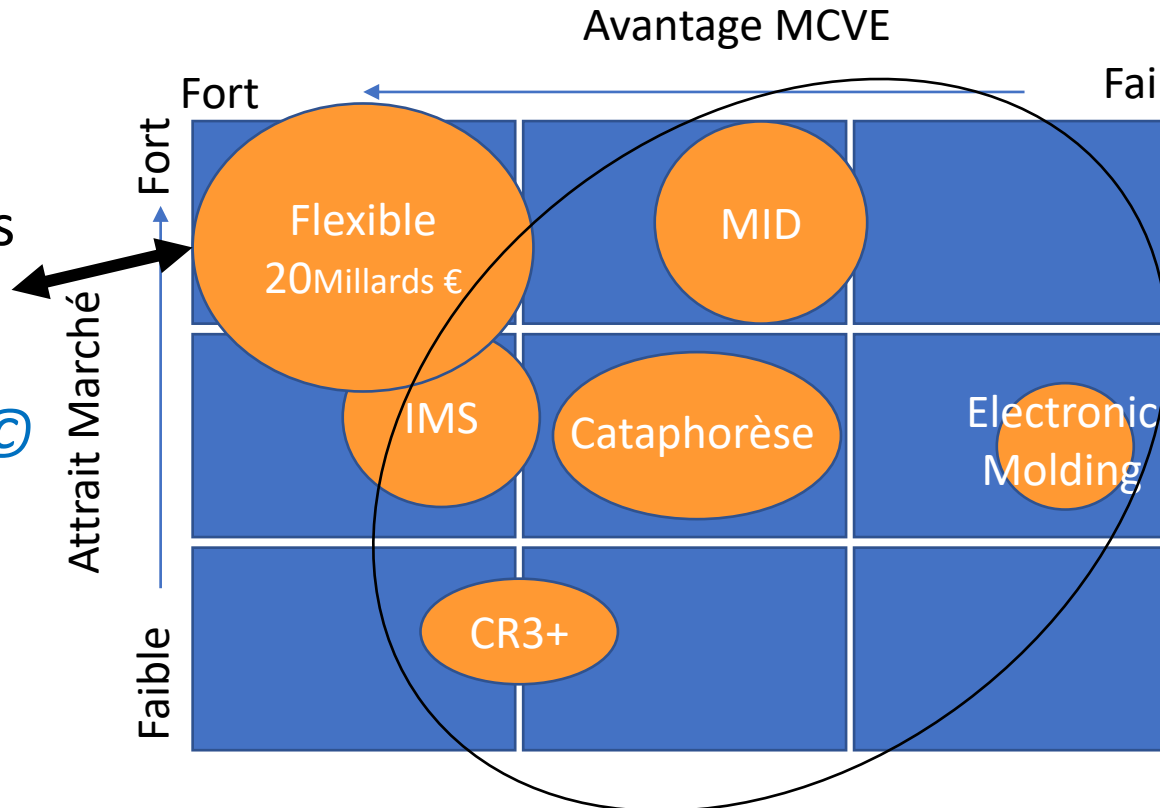 Avantage MCVE
Fort
Fai
Fort
s
Flexible
20Millards €
MID
Attrait Marché
©
IMS
Cataphorèse
Electronic
Molding
CR3+
Faible